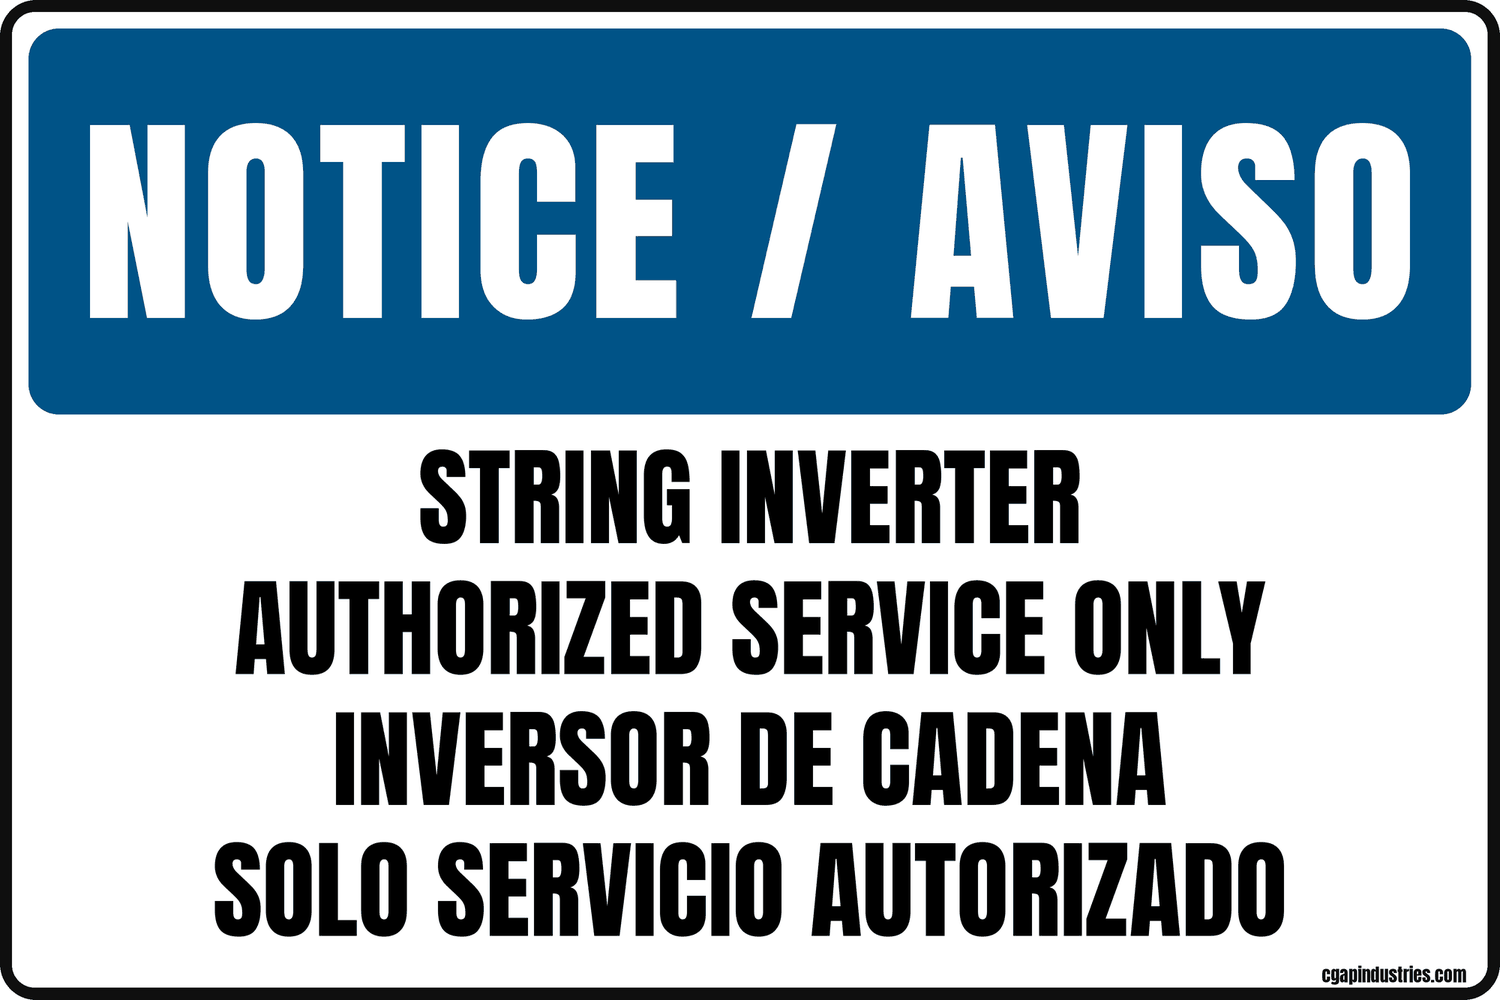 NOTICE / AVISO
STRING INVERTER
AUTHORIZED SERVICE ONLY
INVERSOR DE CADENA
SOLO SERVICIO AUTORIZADO
cgapindustries.com